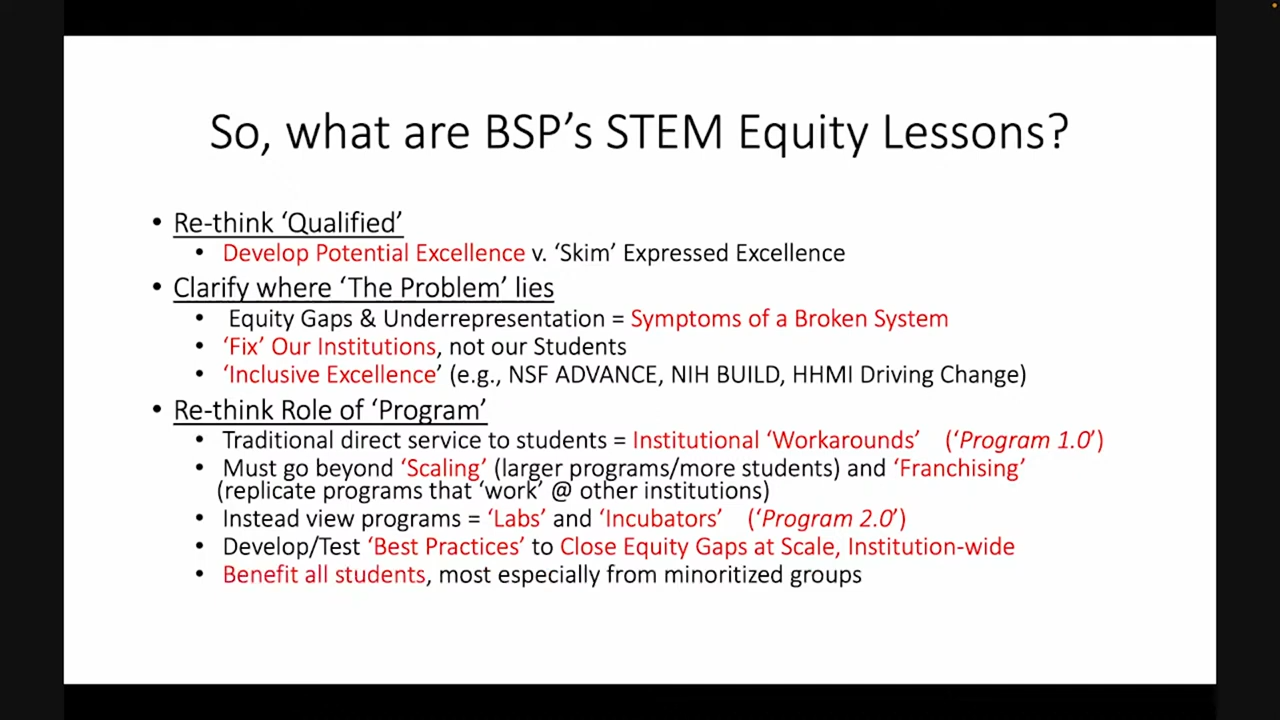 So, what are BSP’s STEM Equity Lessons?
• Re-think ‘Qualified’
• Develop Potential Excellence v. ‘Skim’ Expressed Excellence
• Clarify where ‘The Problem’ lies
• Equity Gaps & Underrepresentation = Symptoms of a Broken System
• ‘Fix’ Our Institutions, not our Students
• ‘Inclusive Excellence’ (e.g., NSF ADVANCE, NIH BUILD, HHMI Driving Change)
• Re-think Role of ‘Program’
• Traditional direct service to students = Institutional ‘Workarounds’ (‘Program 1.0’)
• Must go beyond ‘Scaling’ (larger programs/more students) and ‘Franchising’
(replicate programs that ‘work’ @ other institutions)
• Instead view programs = ‘Labs’ and ‘Incubators’ (‘Program 2.0’)
• Develop/Test ‘Best Practices’ to Close Equity Gaps at Scale, Institution-wide
• Benefit all students, most especially from minoritized groups